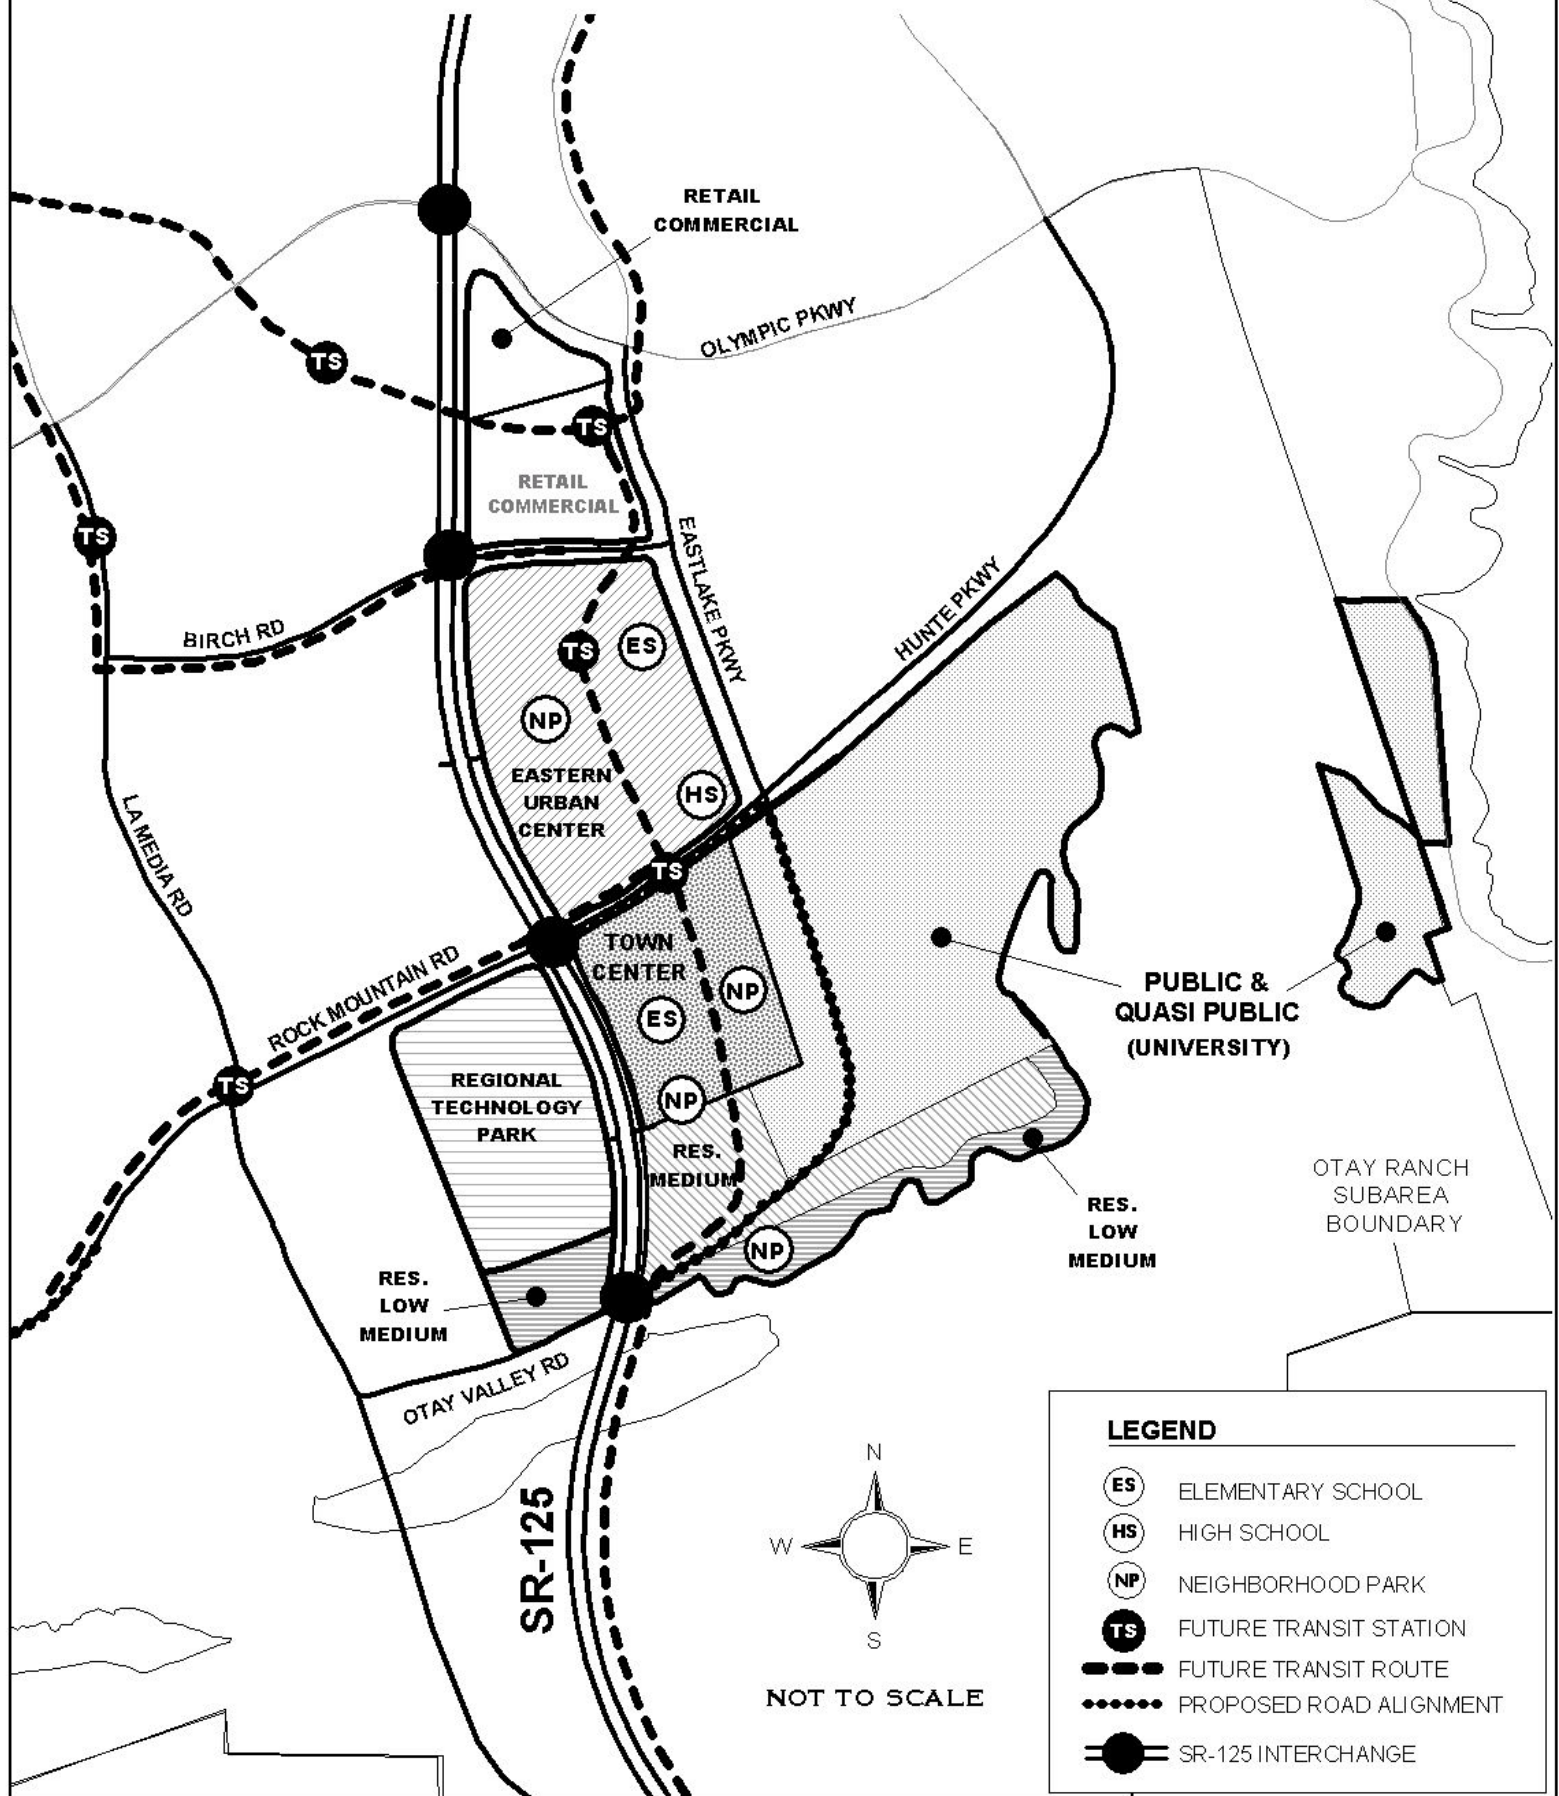 RETAIL
COMMERCIAL
OLYMPIC PKWY
TS
TS
RETAIL
COMMERCIAL
TS
EASTLAKE PKWY
HUNTE PKWY
BIRCH RD
TS
ES
NP
EASTERN
URBAN
CENTER
HS
LA MEDIA RD
TS
TOWN
CENTER
ROCK MOUNTAIN RD
NP
ES
PUBLIC &
QUASI PUBLIC
(UNIVERSITY)
TS
REGIONAL
TECHNOLOGY
PARK
NP
RES.
MEDIUM
OTAY RANCH
SUBAREA
BOUNDARY
RES.
LOW
MEDIUM
NP
RES.
LOW
MEDIUM
OTAY VALLEY RD
SR-125
N
W
E
S
NOT TO SCALE
LEGEND
ES ELEMENTARY SCHOOL
HS HIGH SCHOOL
NP NEIGHBORHOOD PARK
TS FUTURE TRANSIT STATION
FUTURE TRANSIT ROUTE
PROPOSED ROAD ALIGNMENT
SR-125 INTERCHANGE